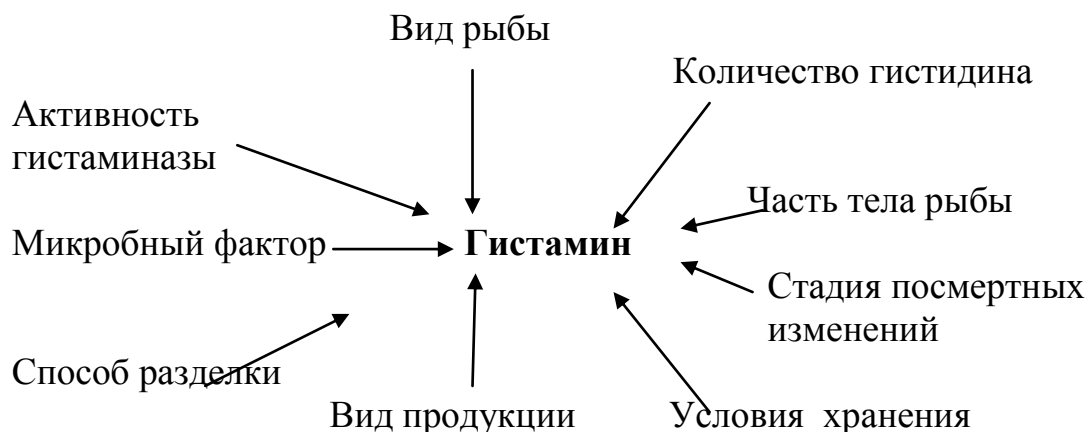 Вид рыбы
Количество гистидина
Активность
гистаминазы
Часть тела рыбы
Микробный фактор
Гистамин
Стадия посмертных
изменений
Способ разделки
Вид продукции
Условия хранения